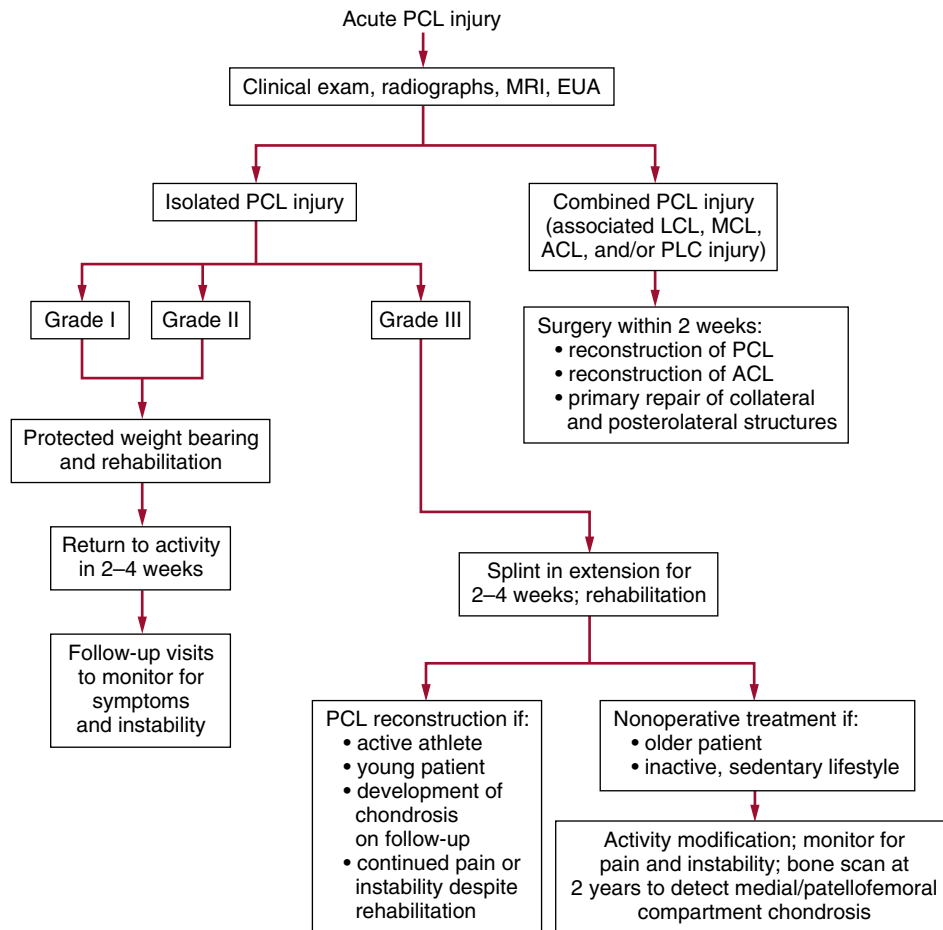 Acute PCL injury
Clinical exam, radiographs, MRI, EUA
Isolated PCL injury
Combined PCL injury
(associated LCL, MCL,
ACL, and/or PLC injury)
Grade I
Grade II
Grade III
Surgery within 2 weeks:
• reconstruction of PCL
• reconstruction of ACL
• primary repair of collateral
and posterolateral structures
Protected weight bearing
and rehabilitation
Return to activity
in 2–4 weeks
Follow-up visits
to monitor for
symptoms
and instability
Splint in extension for
2–4 weeks; rehabilitation
PCL reconstruction if:
• active athlete
• young patient
• development of
chondrosis
on follow-up
• continued pain or
instability despite
rehabilitation
Nonoperative treatment if:
• older patient
• inactive, sedentary lifestyle
Activity modification; monitor for
pain and instability; bone scan at
2 years to detect medial/patellofemoral
compartment chondrosis